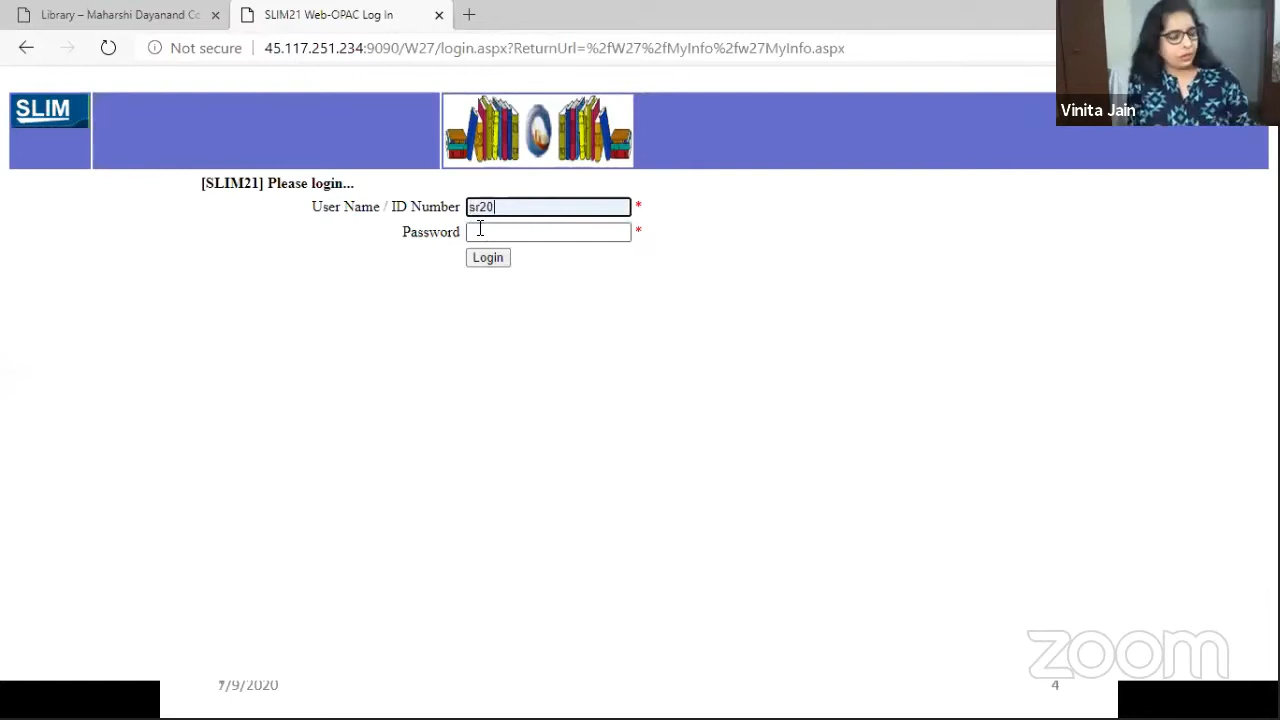 Library – Maharshi Dayanand Co
SLIM21 Web-OPAC Log In
Not secure
45.117.251.234:9090/W27/login.aspx?ReturnUrl=%2fW27%2fMyInfo%2fw27MyInfo.aspx
Vinita Jain
SLIM
[SLIM21] Please login...
User Name / ID Number sr20 *
Password *
Login
zoom
7/9/2020
4